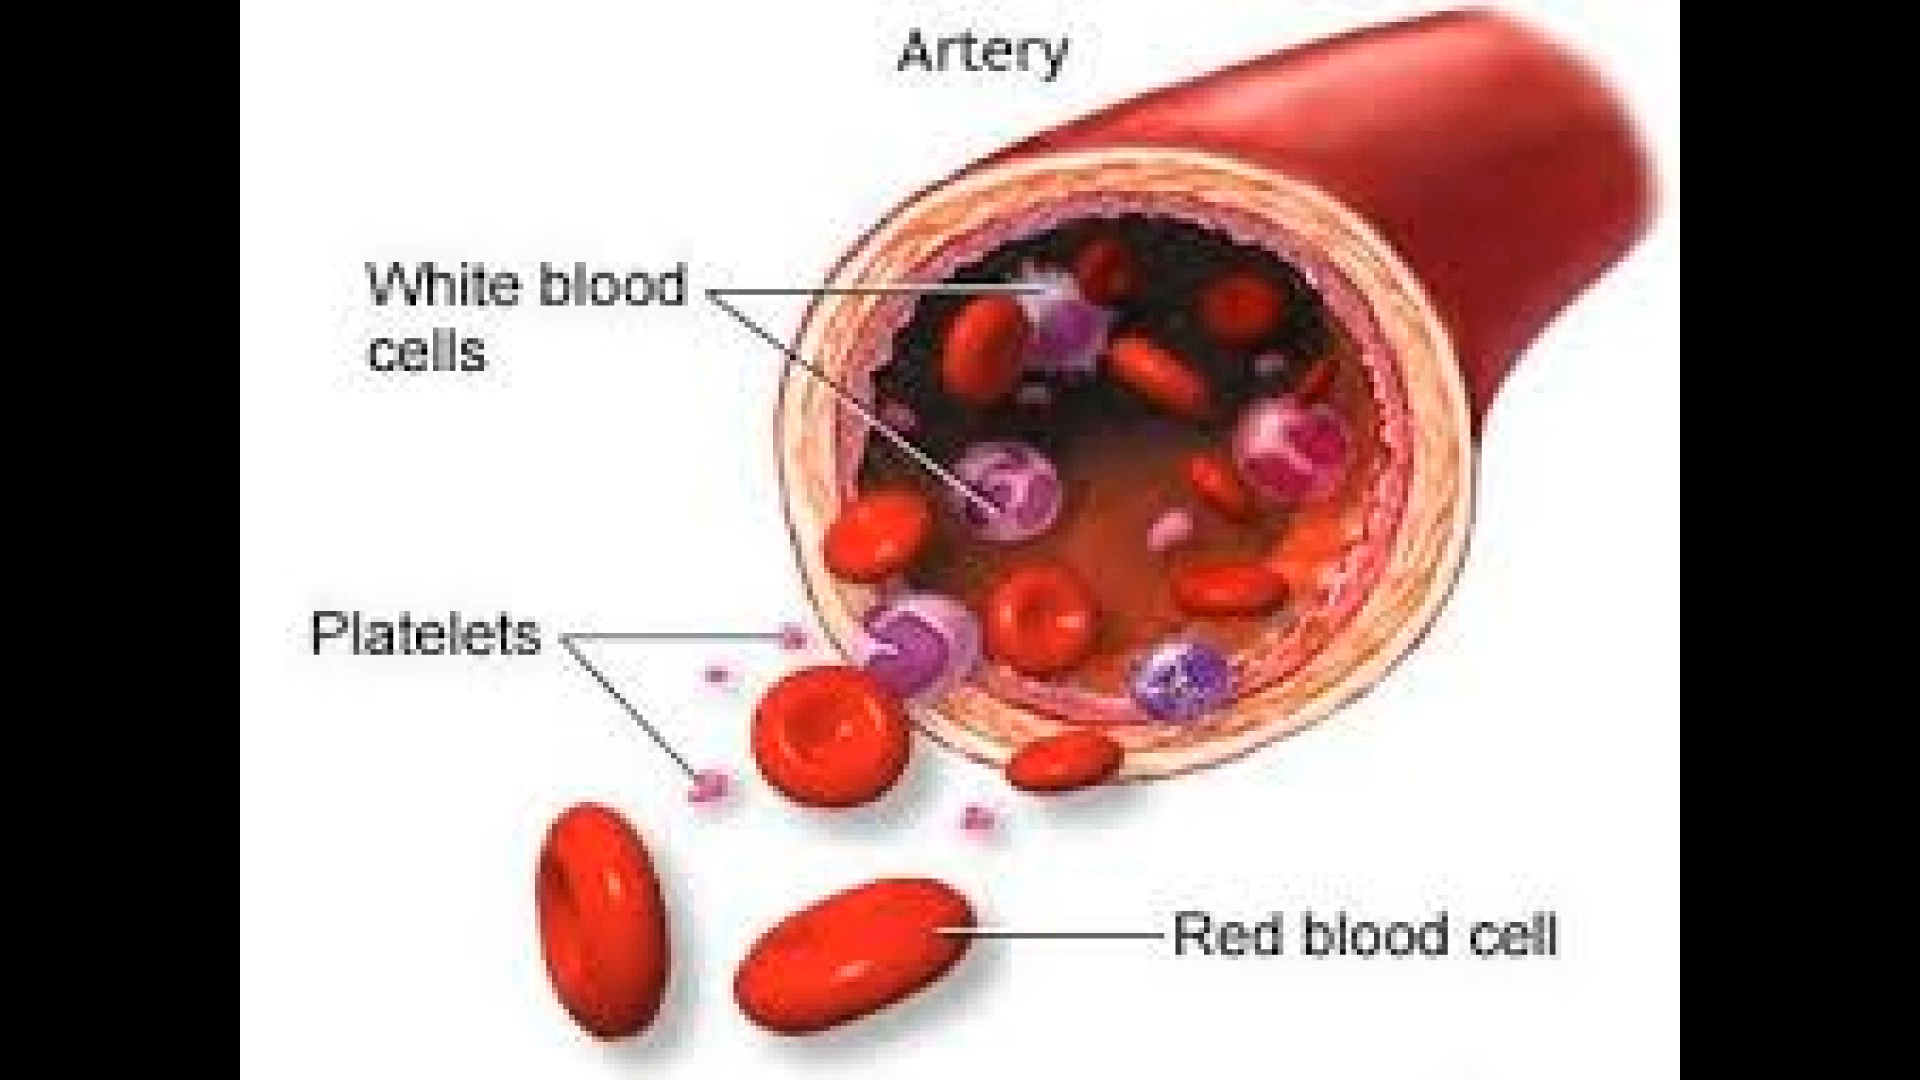 Artery
White blood
cells
Platelets
Red blood cell